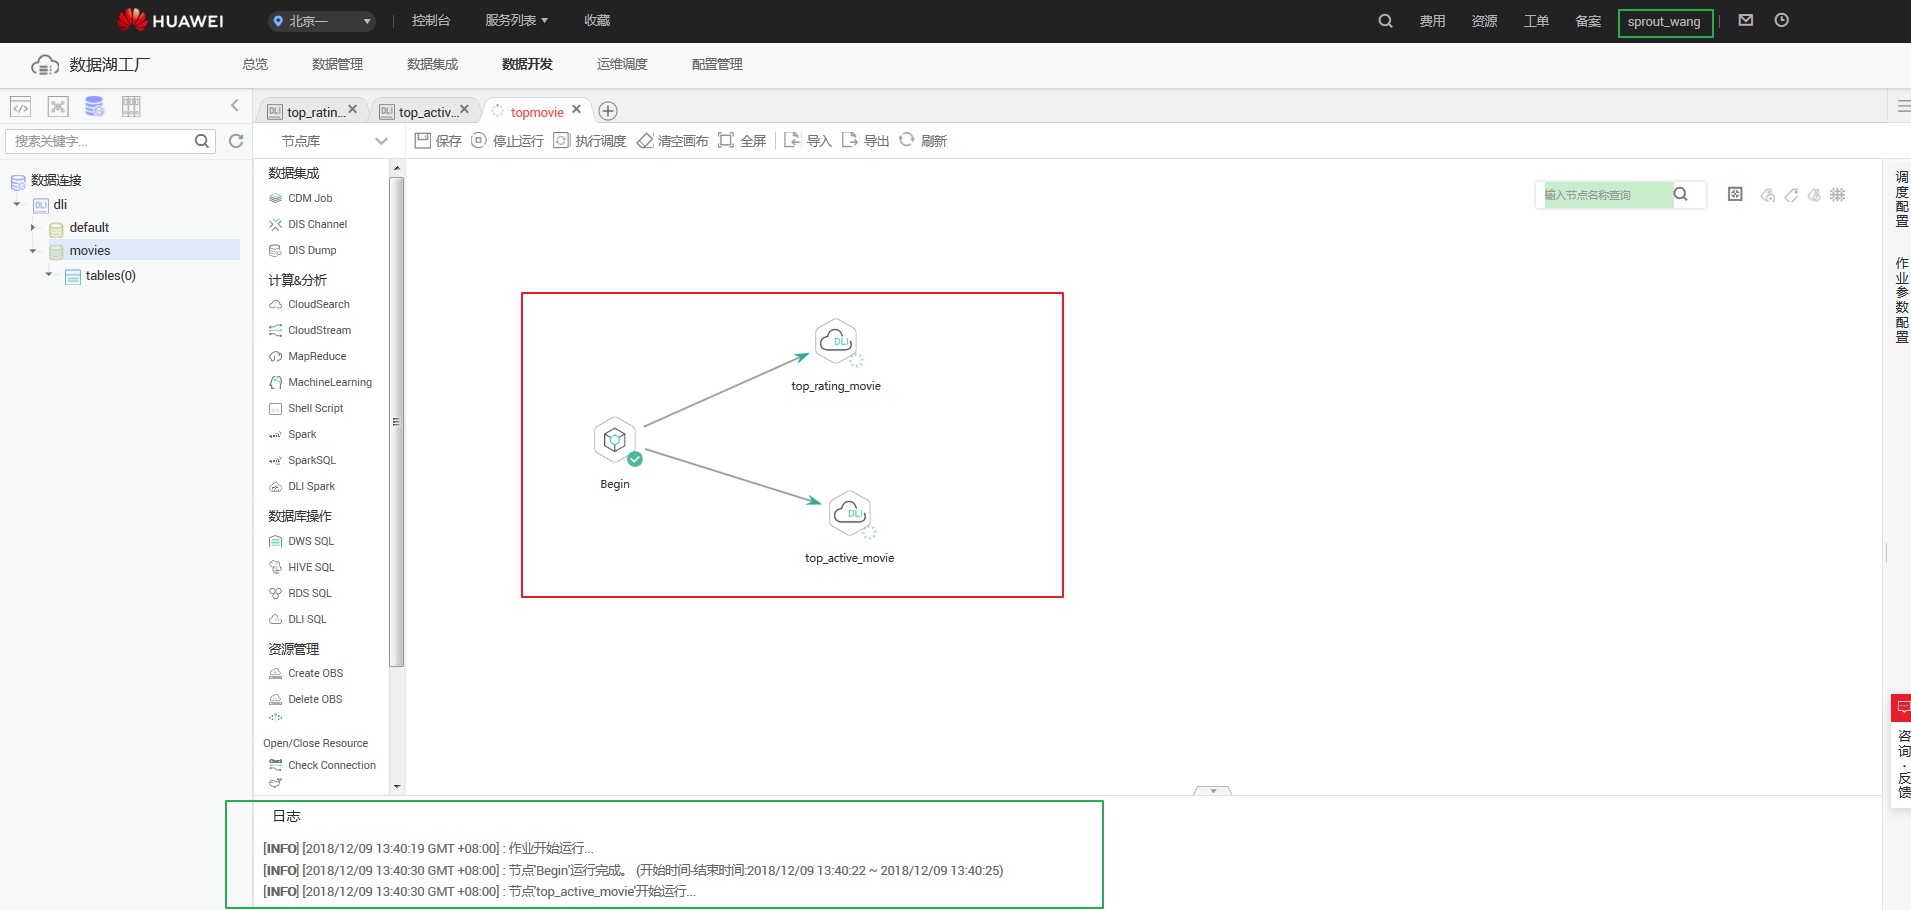 HUAWEI 北京一 控制台 服务列表 收藏 费用 资源 工单 备案 sprout_wang
数据湖工厂 总览 数据管理 数据集成 数据开发 运维调度 配置管理
top_ratin... top_activ... topmovie
搜索关键字...
节点库 保存 停止运行 执行调度 清空画布 全屏 导入 导出 刷新
数据连接
DLI dli
default
movies
tables(0)
数据集成
CDM Job
DIS Channel
DIS Dump
计算&分析
CloudSearch
CloudStream
MapReduce
MachineLearning
Shell Script
Spark
SparkSQL
DLI Spark
数据库操作
DWS SQL
HIVE SQL
RDS SQL
DLI SQL
资源管理
Create OBS
Delete OBS
Open/Close Resource
Check Connection
输入节点名称查询
DLI
top_rating_movie
Begin
DLI
top_active_movie
调度配置
作业参数配置
咨询·反馈
日志
[INFO] [2018/12/09 13:40:19 GMT +08:00] : 作业开始运行...
[INFO] [2018/12/09 13:40:30 GMT +08:00] : 节点'Begin'运行完成。 (开始时间-结束时间:2018/12/09 13:40:22 ~ 2018/12/09 13:40:25)
[INFO] [2018/12/09 13:40:30 GMT +08:00] : 节点'top_active_movie'开始运行...